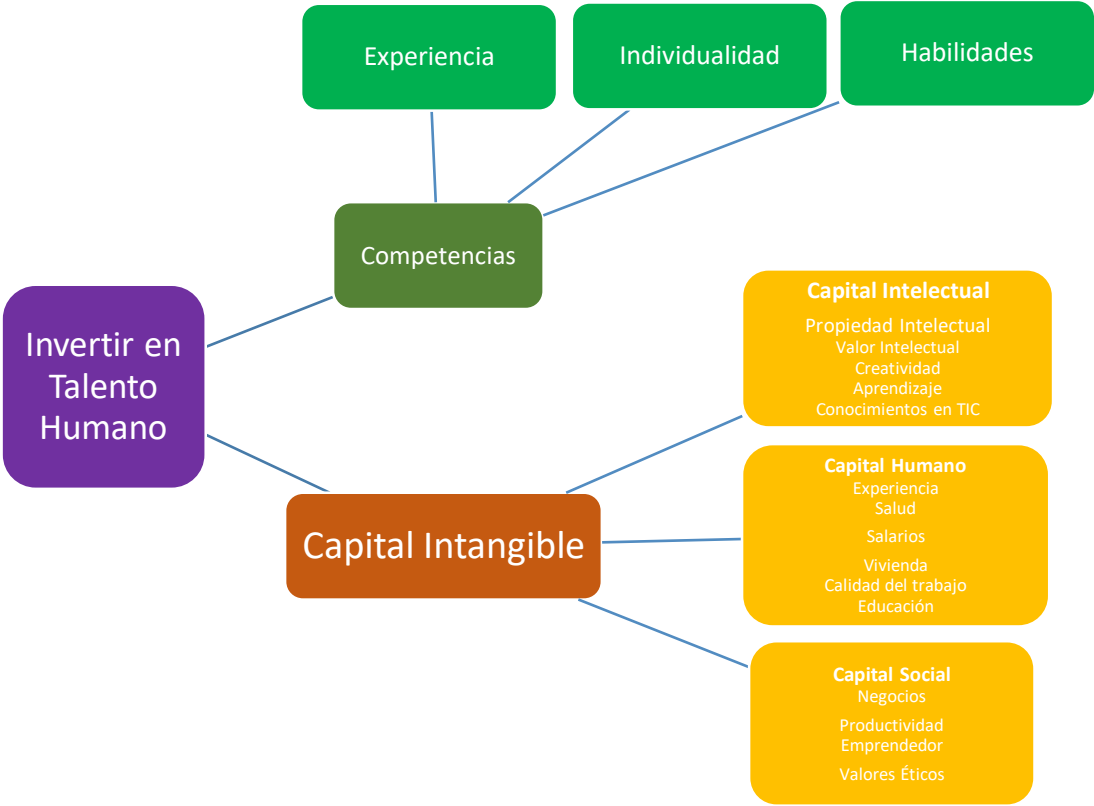 Experiencia
Individualidad
Habilidades
Competencias
Invertir en
Talento
Humano
Capital Intangible
Capital Intelectual
Propiedad Intelectual
Valor Intelectual
Creatividad
Aprendizaje
Conocimientos en TIC
Capital Humano
Experiencia
Salud
Salarios
Vivienda
Calidad del trabajo
Educación
Capital Social
Negocios
Productividad
Emprendedor
Valores Éticos